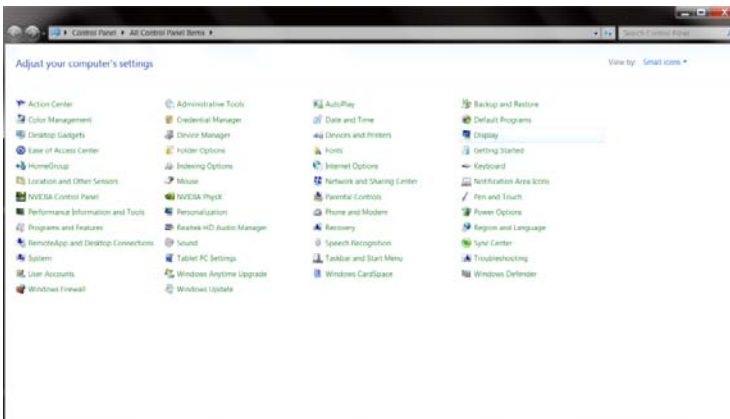 Control Panel ▸ All Control Panel Items ▸
Search Control Panel
Adjust your computer's settings
View by: Small icons
Action Center
Administrative Tools
AutoPlay
Backup and Restore
Color Management
Credential Manager
Date and Time
Default Programs
Desktop Gadgets
Device Manager
Devices and Printers
Display
Ease of Access Center
Folder Options
Fonts
Getting Started
HomeGroup
Indexing Options
Internet Options
Keyboard
Location and Other Sensors
Mouse
Network and Sharing Center
Notification Area Icons
NVIDIA Control Panel
NVIDIA PhysX
Parental Controls
Pen and Touch
Performance Information and Tools
Personalization
Phone and Modem
Power Options
Programs and Features
Realtek HD Audio Manager
Recovery
Region and Language
RemoteApp and Desktop Connections
Sound
Speech Recognition
Sync Center
System
Tablet PC Settings
Taskbar and Start Menu
Troubleshooting
User Accounts
Windows Anytime Upgrade
Windows CardSpace
Windows Defender
Windows Firewall
Windows Update